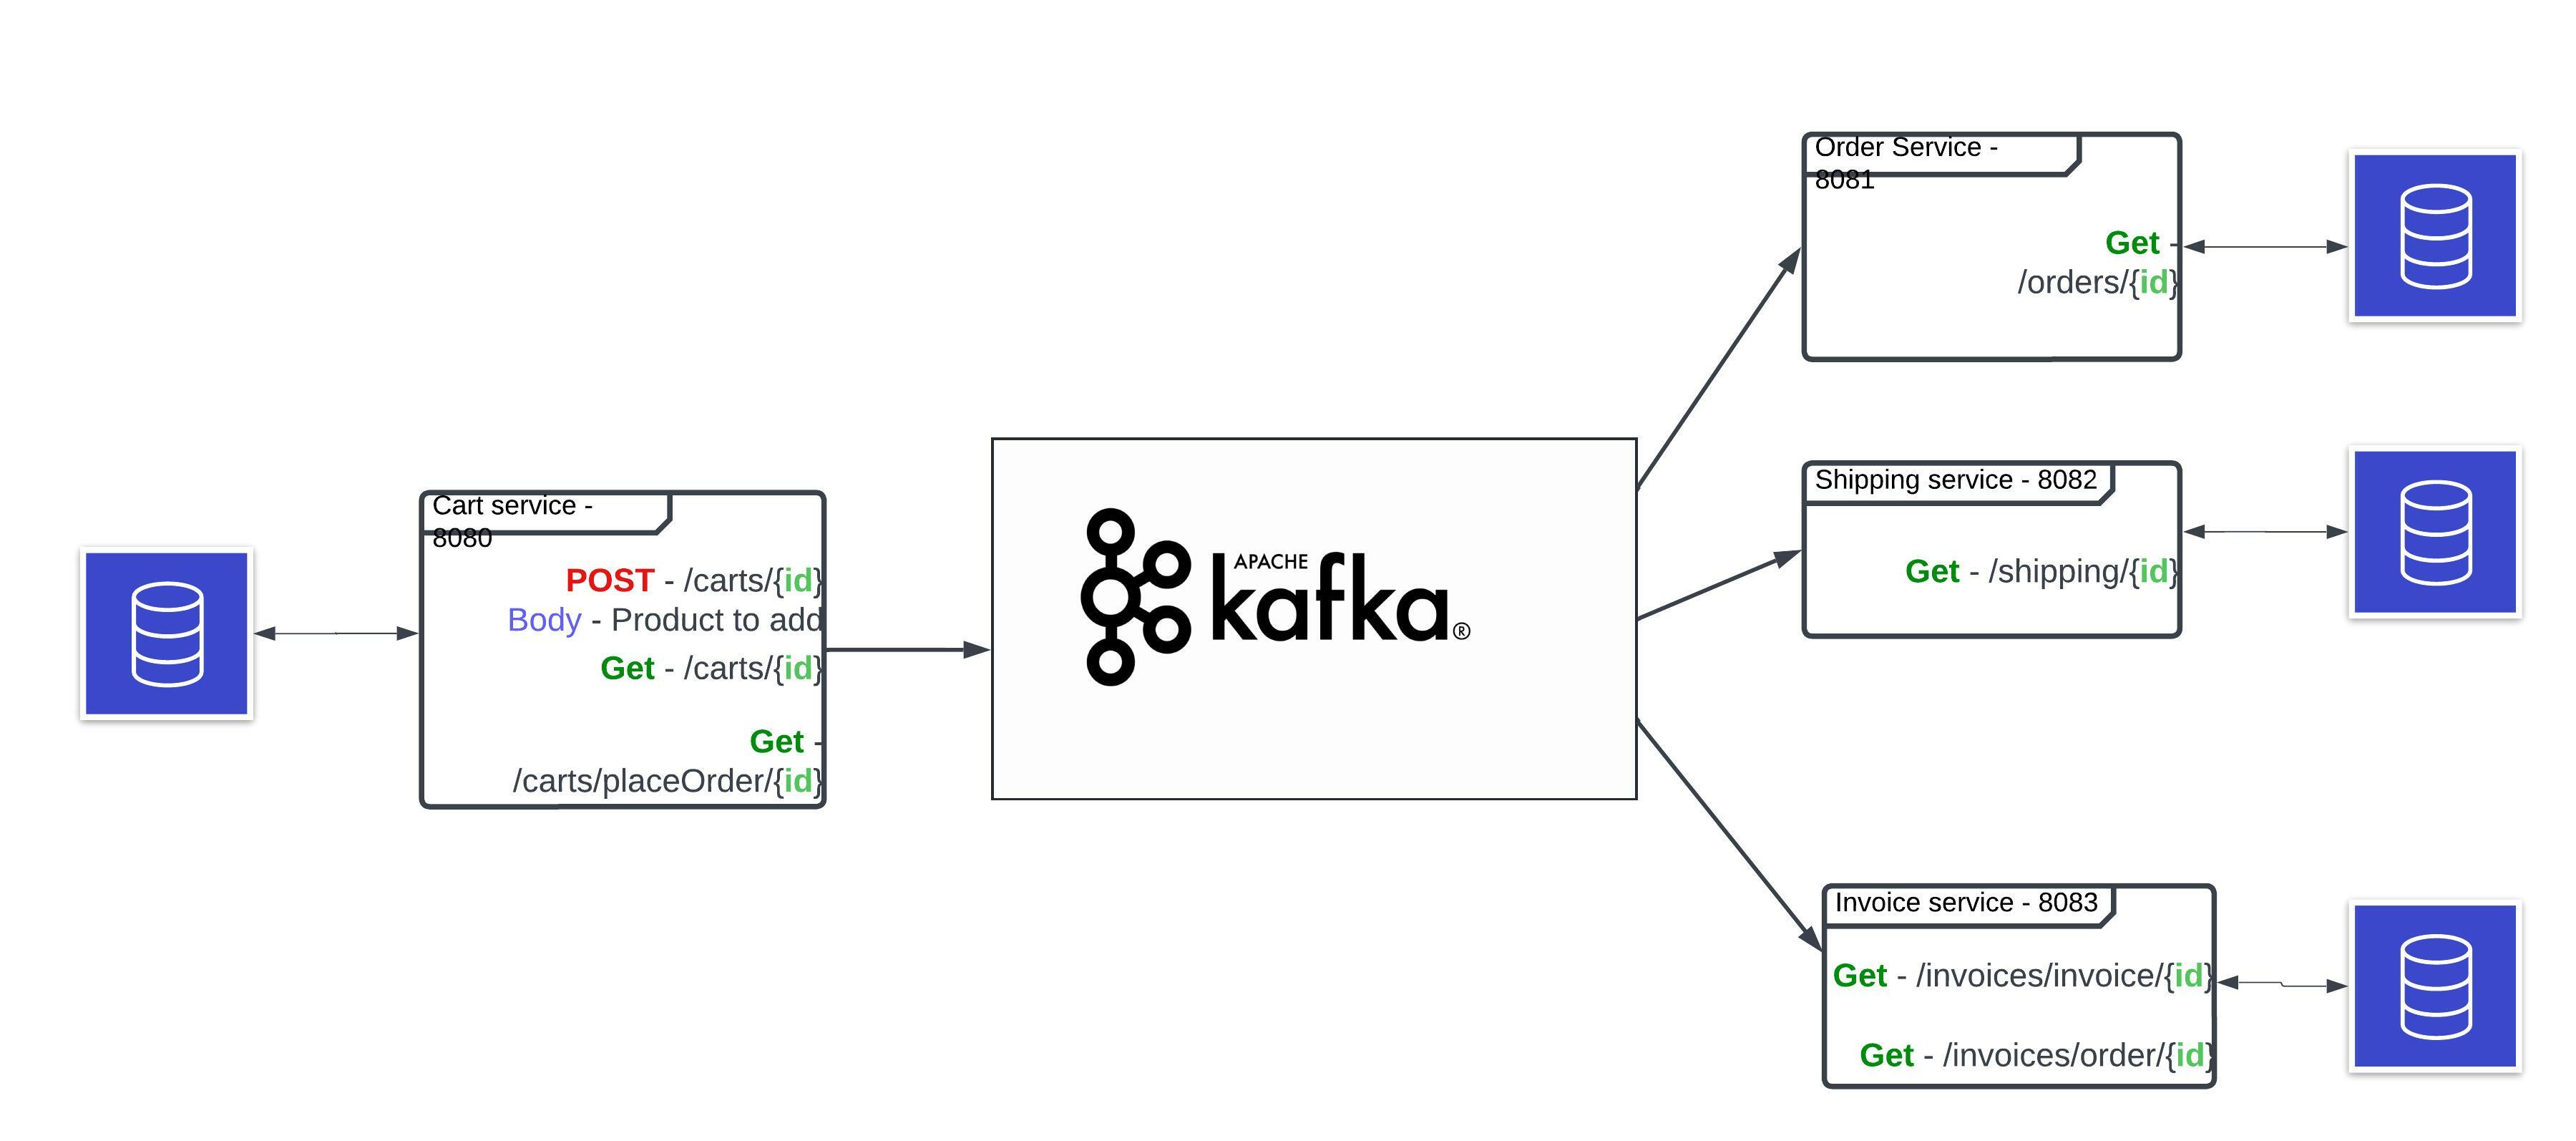 Order Service -
8081
Get -
/orders/{id}
Shipping service - 8082
Get - /shipping/{id}
Cart service -
8080
POST - /carts/{id}
Body - Product to add
Get - /carts/{id}
Get -
/carts/placeOrder/{id}
APACHE
kafka®
Invoice service - 8083
Get - /invoices/invoice/{id}
Get - /invoices/order/{id}